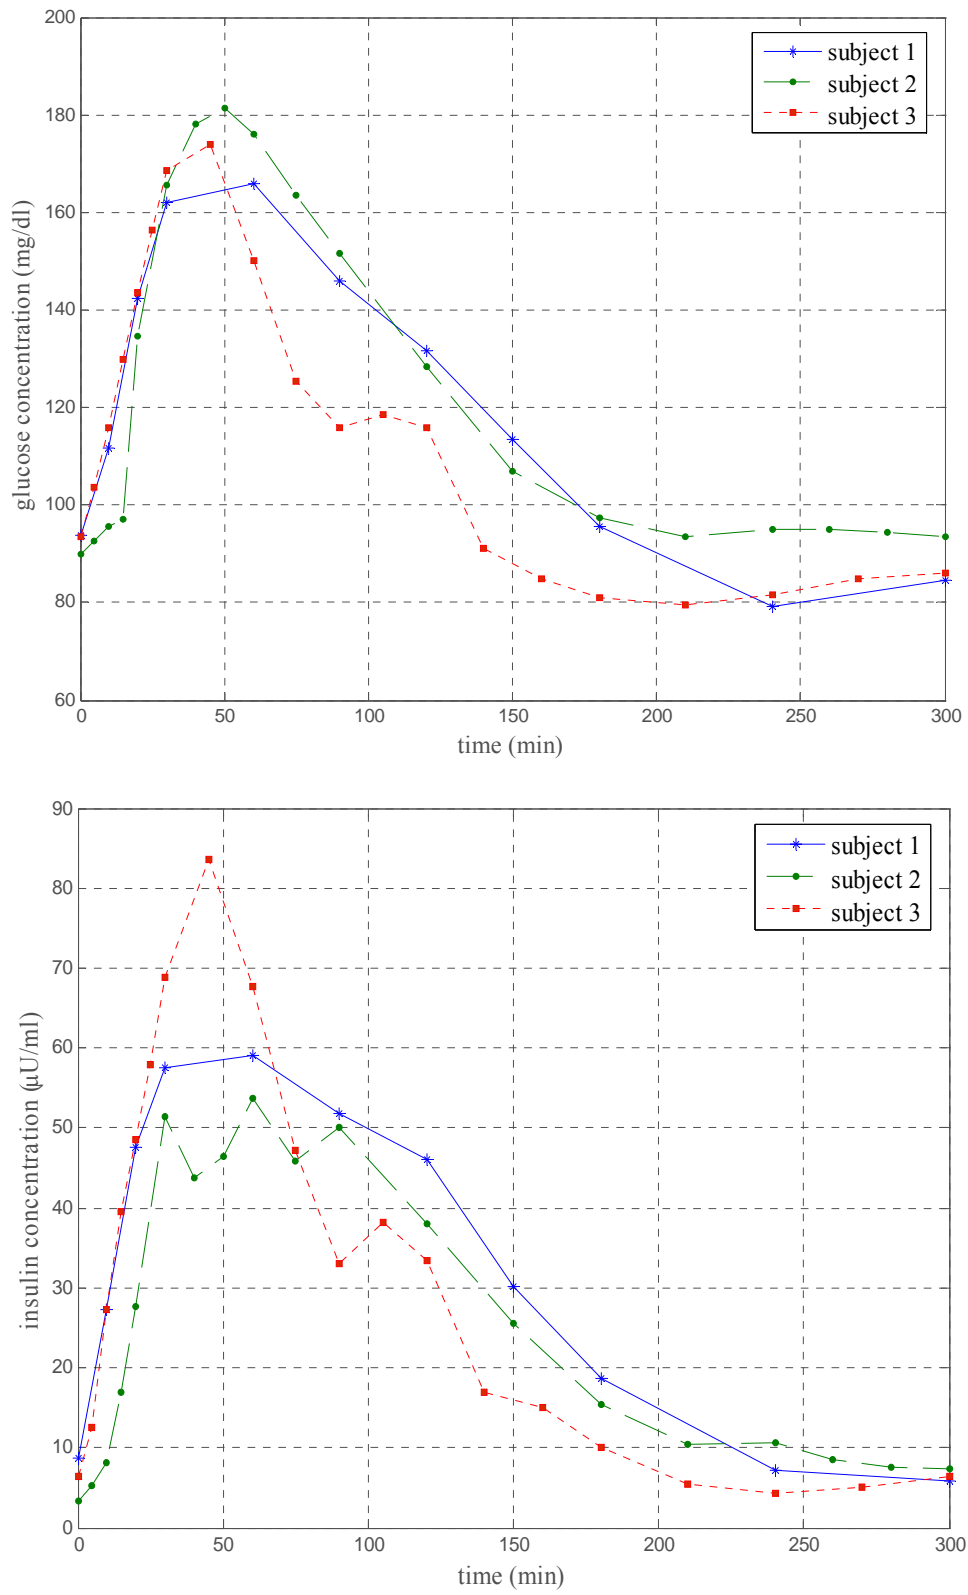 200
180
160
140
120
100
80
60
glucose concentration (mg/dl)
subject 1
subject 2
subject 3
0 50 100 150 200 250 300
time (min)
90
80
70
60
50
40
30
20
10
0
insulin concentration (μU/ml)
subject 1
subject 2
subject 3
0 50 100 150 200 250 300
time (min)